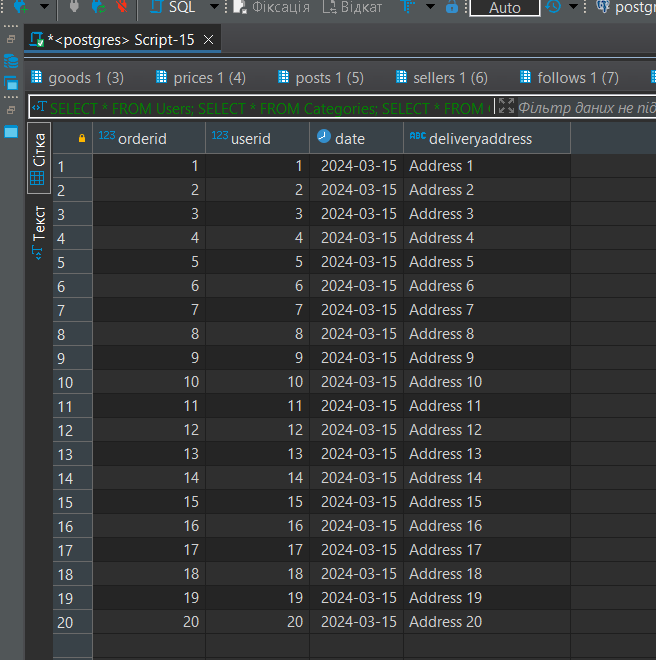 SQL Фіксація Відкат Auto postgr
*<postgres> Script-15
goods 1 (3) prices 1 (4) posts 1 (5) sellers 1 (6) follows 1 (7)
SELECT * FROM Users; SELECT * FROM Categories; SELECT * FROM Фільтр даних не під
Сітка
Текст
123 orderid 123 userid date ABC deliveryaddress
1 1 1 2024-03-15 Address 1
2 2 2 2024-03-15 Address 2
3 3 3 2024-03-15 Address 3
4 4 4 2024-03-15 Address 4
5 5 5 2024-03-15 Address 5
6 6 6 2024-03-15 Address 6
7 7 7 2024-03-15 Address 7
8 8 8 2024-03-15 Address 8
9 9 9 2024-03-15 Address 9
10 10 10 2024-03-15 Address 10
11 11 11 2024-03-15 Address 11
12 12 12 2024-03-15 Address 12
13 13 13 2024-03-15 Address 13
14 14 14 2024-03-15 Address 14
15 15 15 2024-03-15 Address 15
16 16 16 2024-03-15 Address 16
17 17 17 2024-03-15 Address 17
18 18 18 2024-03-15 Address 18
19 19 19 2024-03-15 Address 19
20 20 20 2024-03-15 Address 20